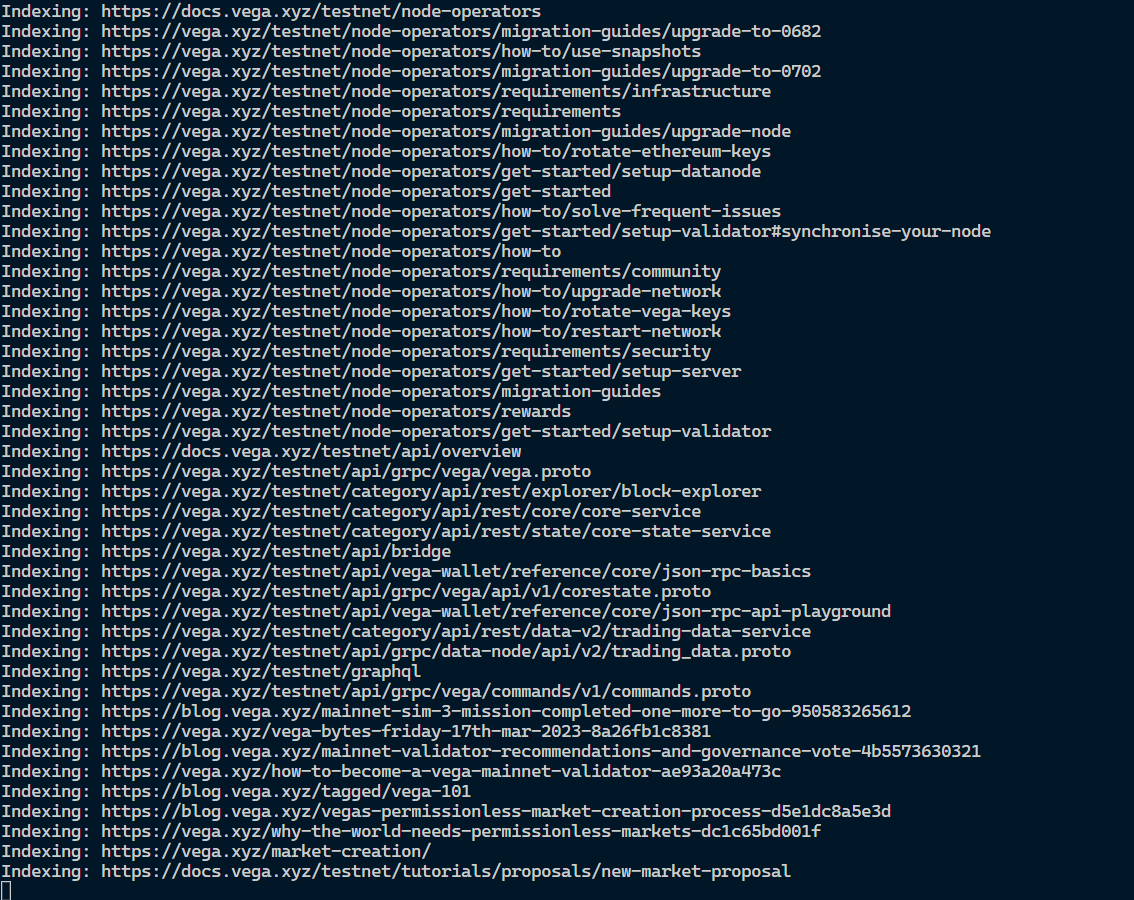 Indexing: https://docs.vega.xyz/testnet/node-operators
Indexing: https://vega.xyz/testnet/node-operators/migration-guides/upgrade-to-0682
Indexing: https://vega.xyz/testnet/node-operators/how-to/use-snapshots
Indexing: https://vega.xyz/testnet/node-operators/migration-guides/upgrade-to-0702
Indexing: https://vega.xyz/testnet/node-operators/requirements/infrastructure
Indexing: https://vega.xyz/testnet/node-operators/requirements
Indexing: https://vega.xyz/testnet/node-operators/migration-guides/upgrade-node
Indexing: https://vega.xyz/testnet/node-operators/how-to/rotate-ethereum-keys
Indexing: https://vega.xyz/testnet/node-operators/get-started/setup-datanode
Indexing: https://vega.xyz/testnet/node-operators/get-started
Indexing: https://vega.xyz/testnet/node-operators/how-to/solve-frequent-issues
Indexing: https://vega.xyz/testnet/node-operators/get-started/setup-validator#synchronise-your-node
Indexing: https://vega.xyz/testnet/node-operators/how-to
Indexing: https://vega.xyz/testnet/node-operators/requirements/community
Indexing: https://vega.xyz/testnet/node-operators/how-to/upgrade-network
Indexing: https://vega.xyz/testnet/node-operators/how-to/rotate-vega-keys
Indexing: https://vega.xyz/testnet/node-operators/how-to/restart-network
Indexing: https://vega.xyz/testnet/node-operators/requirements/security
Indexing: https://vega.xyz/testnet/node-operators/get-started/setup-server
Indexing: https://vega.xyz/testnet/node-operators/migration-guides
Indexing: https://vega.xyz/testnet/node-operators/rewards
Indexing: https://vega.xyz/testnet/node-operators/get-started/setup-validator
Indexing: https://docs.vega.xyz/testnet/api/overview
Indexing: https://vega.xyz/testnet/api/grpc/vega/vega.proto
Indexing: https://vega.xyz/testnet/category/api/rest/explorer/block-explorer
Indexing: https://vega.xyz/testnet/category/api/rest/core/core-service
Indexing: https://vega.xyz/testnet/category/api/rest/state/core-state-service
Indexing: https://vega.xyz/testnet/api/bridge
Indexing: https://vega.xyz/testnet/api/vega-wallet/reference/core/json-rpc-basics
Indexing: https://vega.xyz/testnet/api/grpc/vega/api/v1/corestate.proto
Indexing: https://vega.xyz/testnet/api/vega-wallet/reference/core/json-rpc-api-playground
Indexing: https://vega.xyz/testnet/category/api/rest/data-v2/trading-data-service
Indexing: https://vega.xyz/testnet/api/grpc/data-node/api/v2/trading_data.proto
Indexing: https://vega.xyz/testnet/graphql
Indexing: https://vega.xyz/testnet/api/grpc/vega/commands/v1/commands.proto
Indexing: https://blog.vega.xyz/mainnet-sim-3-mission-completed-one-more-to-go-950583265612
Indexing: https://vega.xyz/vega-bytes-friday-17th-mar-2023-8a26fb1c8381
Indexing: https://blog.vega.xyz/mainnet-validator-recommendations-and-governance-vote-4b5573630321
Indexing: https://vega.xyz/how-to-become-a-vega-mainnet-validator-ae93a20a473c
Indexing: https://blog.vega.xyz/tagged/vega-101
Indexing: https://blog.vega.xyz/vegas-permissionless-market-creation-process-d5e1dc8a5e3d
Indexing: https://vega.xyz/why-the-world-needs-permissionless-markets-dc1c65bd001f
Indexing: https://vega.xyz/market-creation/
Indexing: https://docs.vega.xyz/testnet/tutorials/proposals/new-market-proposal